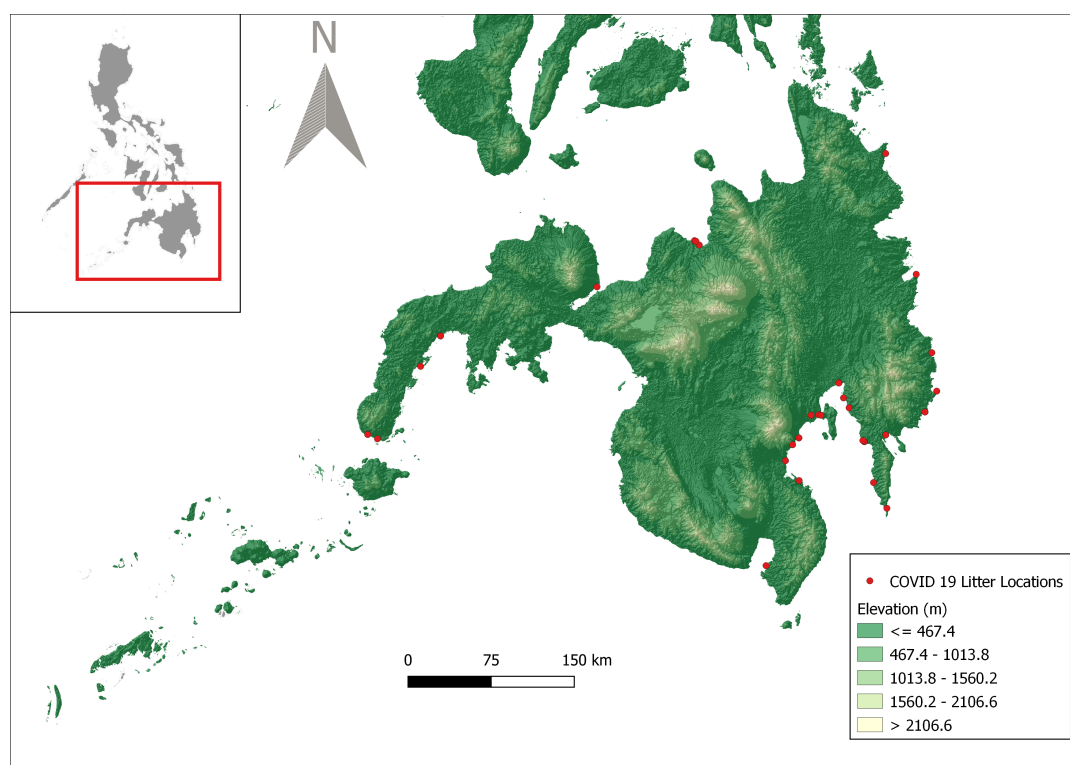 N
COVID 19 Litter Locations
Elevation (m)
<= 467.4
467.4 - 1013.8
1013.8 - 1560.2
1560.2 - 2106.6
> 2106.6
0 75 150 km